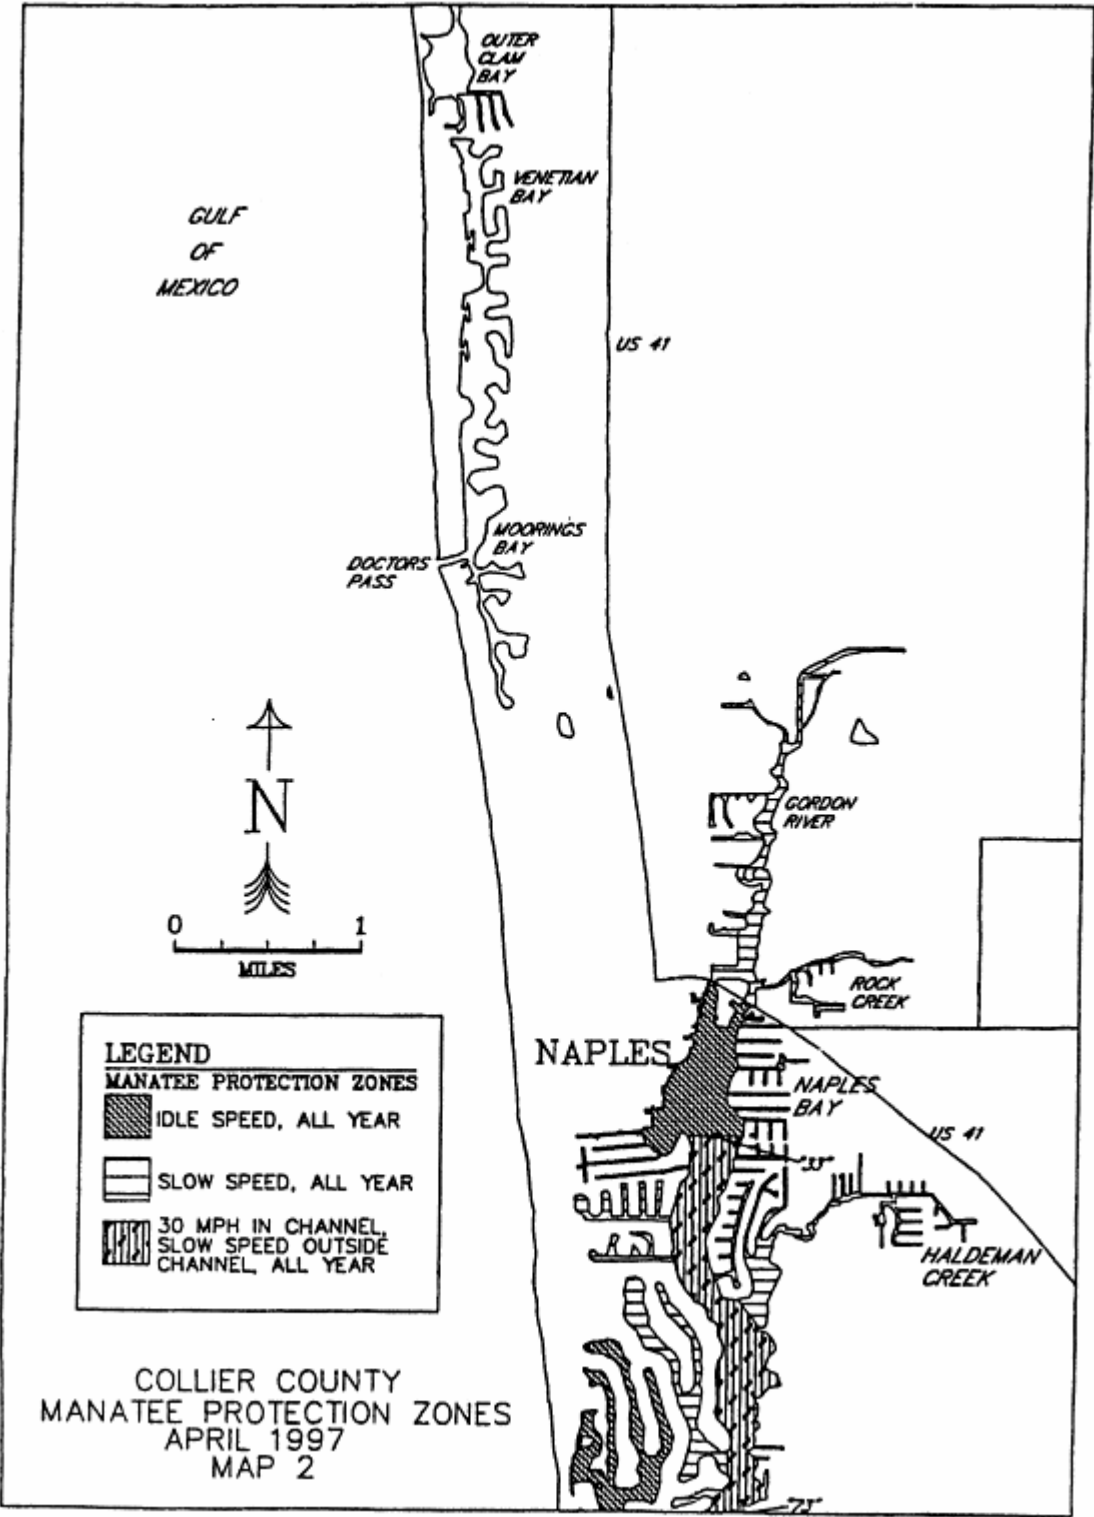 OUTER
CLAM
BAY
VENETIAN
BAY
GULF
OF
MEXICO
US 41
MOORINGS
BAY
DOCTORS
PASS
N
GORDON
RIVER
0 1
MILES
ROCK
CREEK
NAPLES
LEGEND
MANATEE PROTECTION ZONES
IDLE SPEED, ALL YEAR
SLOW SPEED, ALL YEAR
30 MPH IN CHANNEL,
SLOW SPEED OUTSIDE
CHANNEL, ALL YEAR
NAPLES
BAY
US 41
"33"
HALDEMAN
CREEK
COLLIER COUNTY
MANATEE PROTECTION ZONES
APRIL 1997
MAP 2
"73"